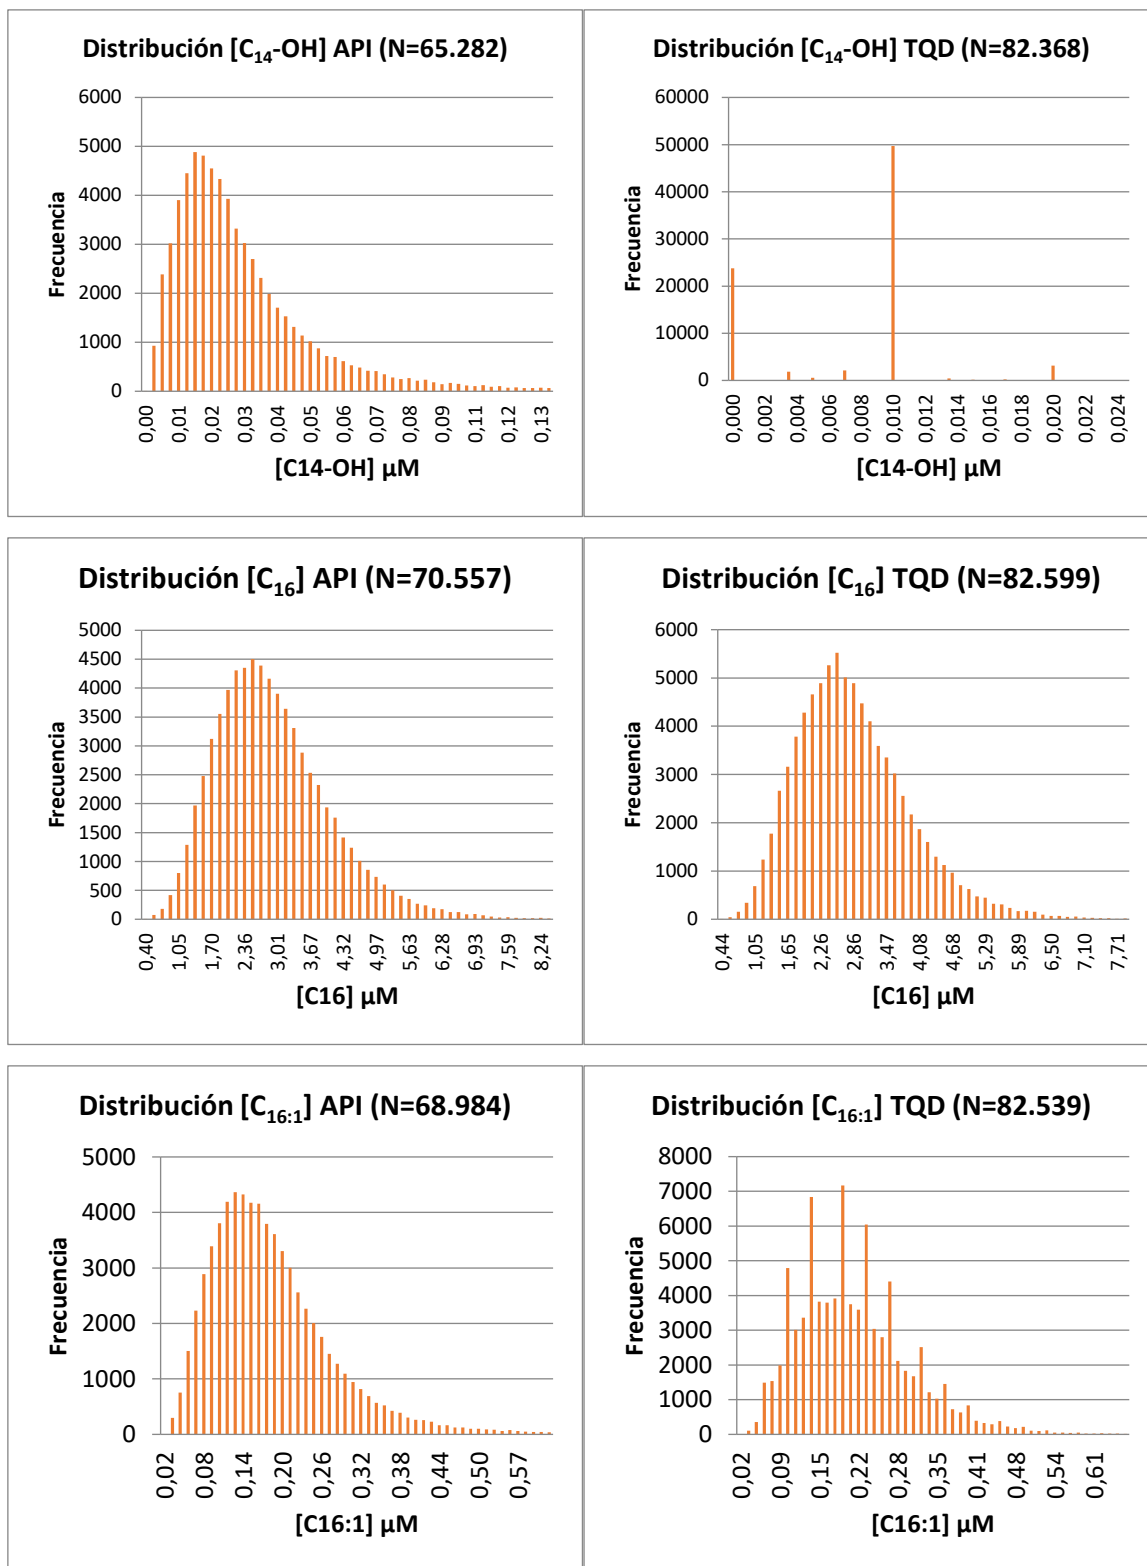 Distribución [C14-OH] API (N=65.282)
Frecuencia
6000
5000
4000
3000
2000
1000
0
0,00 0,01 0,02 0,03 0,04 0,05 0,06 0,07 0,08 0,09 0,11 0,12 0,13
[C14-OH] µM
Distribución [C14-OH] TQD (N=82.368)
Frecuencia
60000
50000
40000
30000
20000
10000
0
0,000 0,002 0,004 0,006 0,008 0,010 0,012 0,014 0,016 0,018 0,020 0,022 0,024
[C14-OH] µM
Distribución [C16] API (N=70.557)
Frecuencia
5000
4500
4000
3500
3000
2500
2000
1500
1000
500
0
0,40 1,05 1,70 2,36 3,01 3,67 4,32 4,97 5,63 6,28 6,93 7,59 8,24
[C16] µM
Distribución [C16] TQD (N=82.599)
Frecuencia
6000
5000
4000
3000
2000
1000
0
0,44 1,05 1,65 2,26 2,86 3,47 4,08 4,68 5,29 5,89 6,50 7,10 7,71
[C16] µM
Distribución [C16:1] API (N=68.984)
Frecuencia
5000
4000
3000
2000
1000
0
0,02 0,08 0,14 0,20 0,26 0,32 0,38 0,44 0,50 0,57
[C16:1] µM
Distribución [C16:1] TQD (N=82.539)
Frecuencia
8000
7000
6000
5000
4000
3000
2000
1000
0
0,02 0,09 0,15 0,22 0,28 0,35 0,41 0,48 0,54 0,61
[C16:1] µM